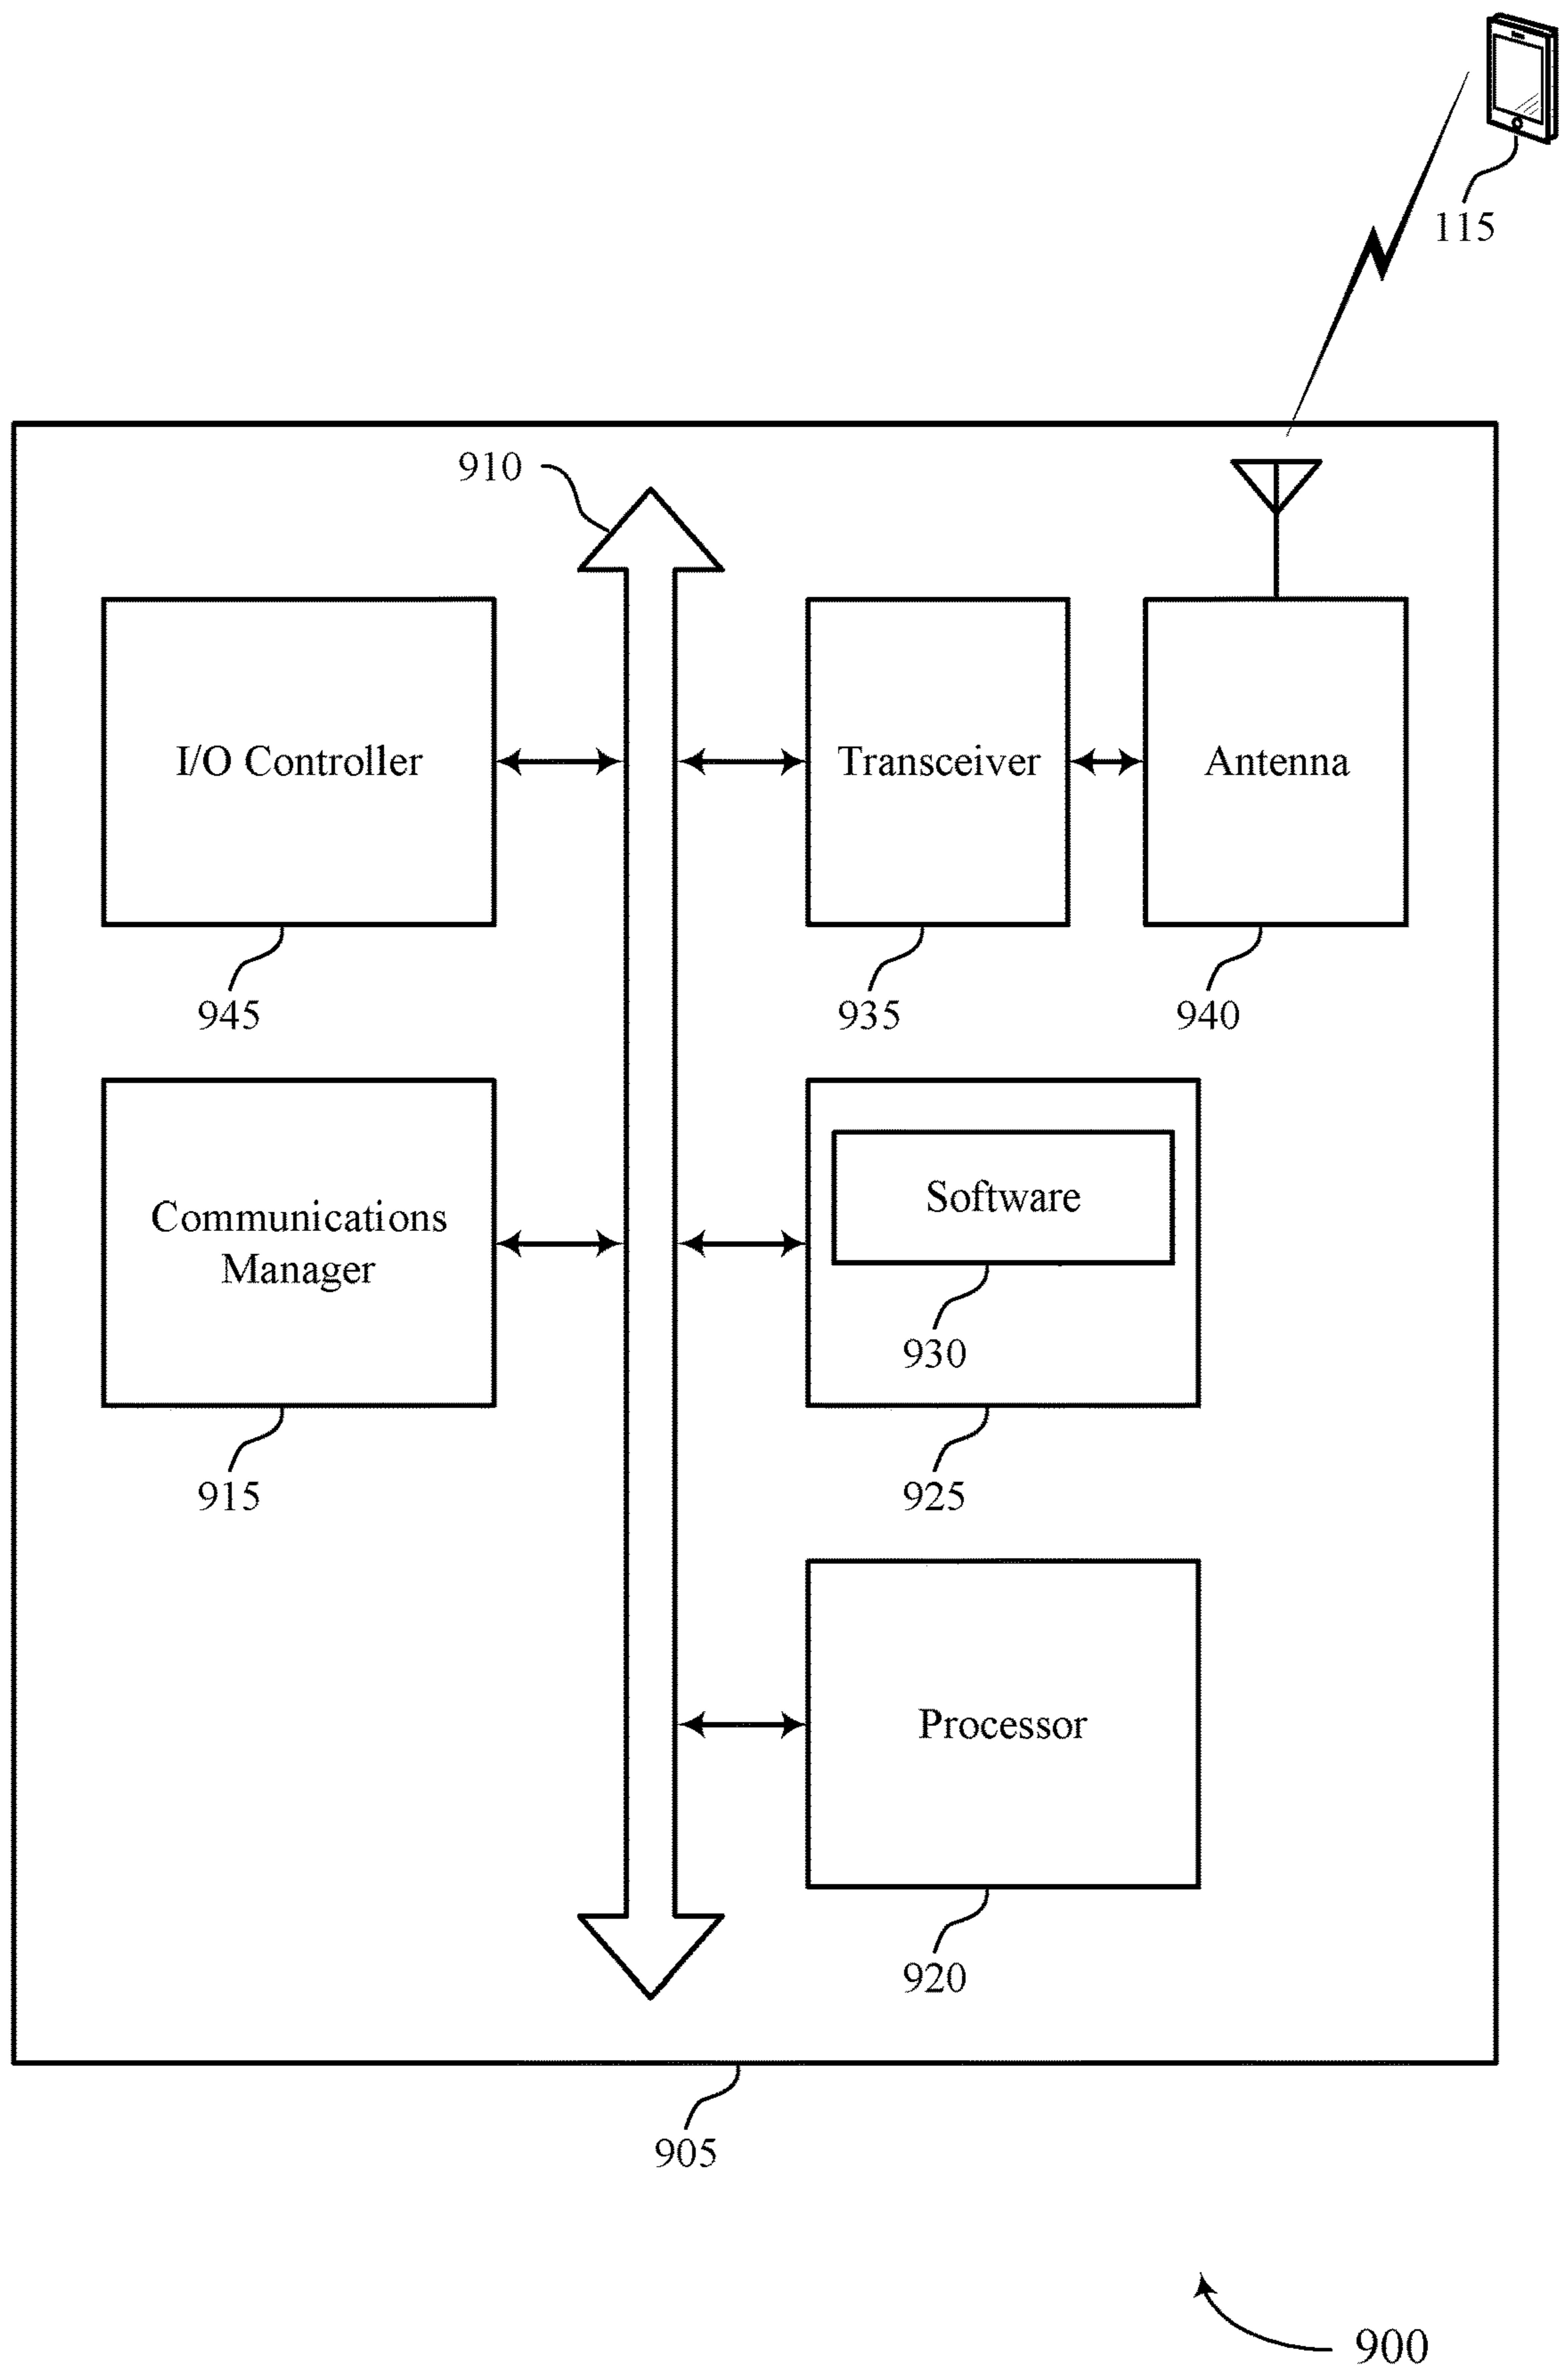 115
910
I/O Controller
Transceiver
Antenna
945
935
940
Communications
Manager
Software
930
915
925
Processor
920
905
900